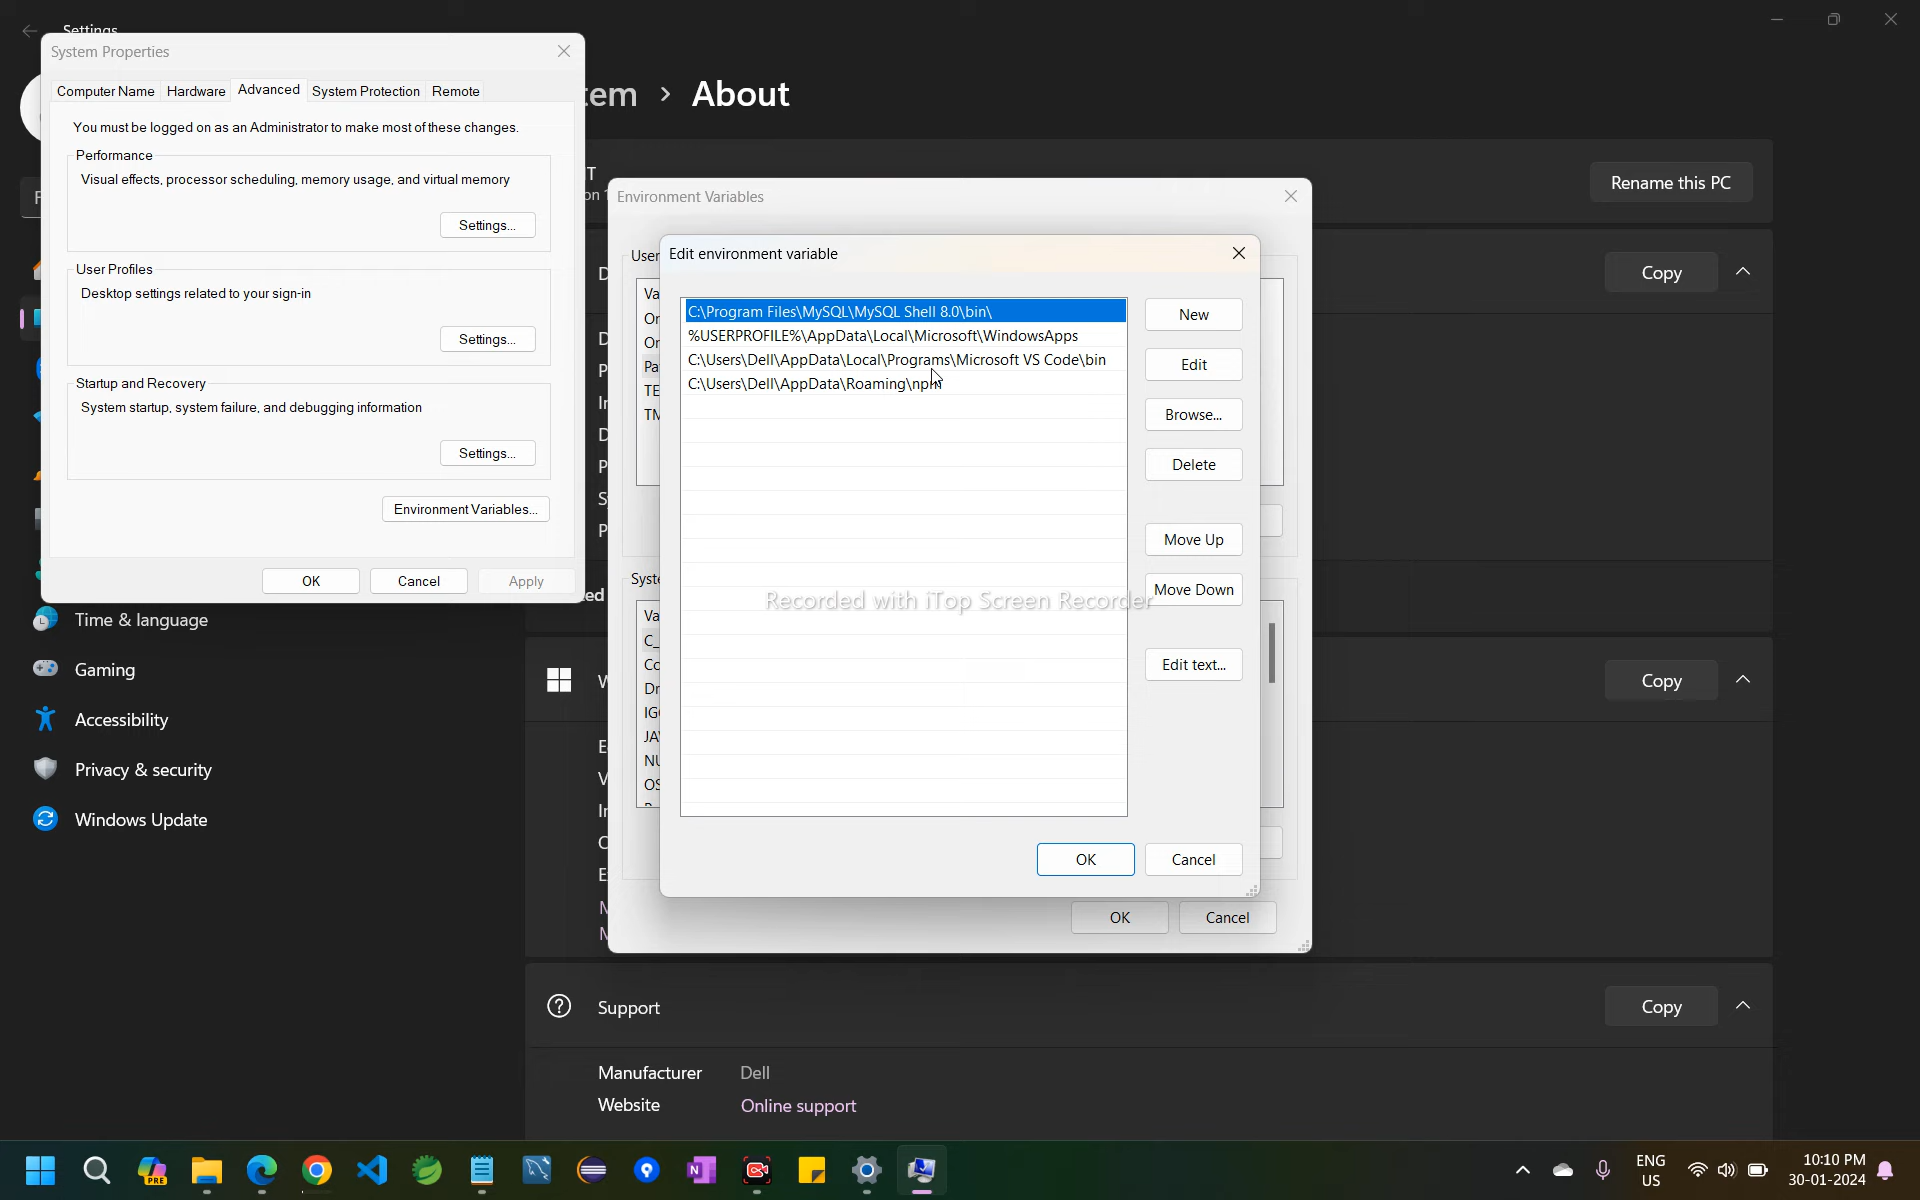 Settings
System Properties
Computer Name
Hardware
Advanced
System Protection
Remote
You must be logged on as an Administrator to make most of these changes.
Performance
Visual effects, processor scheduling, memory usage, and virtual memory
Settings...
User Profiles
Desktop settings related to your sign-in
Settings...
Startup and Recovery
System startup, system failure, and debugging information
Settings...
Environment Variables...
OK
Cancel
Apply
Time & language
Gaming
Accessibility
Privacy & security
Windows Update
tem > About
Rename this PC
Copy
Environment Variables
User
Edit environment variable
C:\Program Files\MySQL\MySQL Shell 8.0\bin\
%USERPROFILE%\AppData\Local\Microsoft\WindowsApps
C:\Users\Dell\AppData\Local\Programs\Microsoft VS Code\bin
C:\Users\Dell\AppData\Roaming\npm
New
Edit
Browse...
Delete
Move Up
Move Down
Edit text...
Recorded with iTop Screen Recorder
OK
Cancel
OK
Cancel
Copy
Support
Copy
Manufacturer Dell
Website Online support
PRE
ENG
US
10:10 PM
30-01-2024